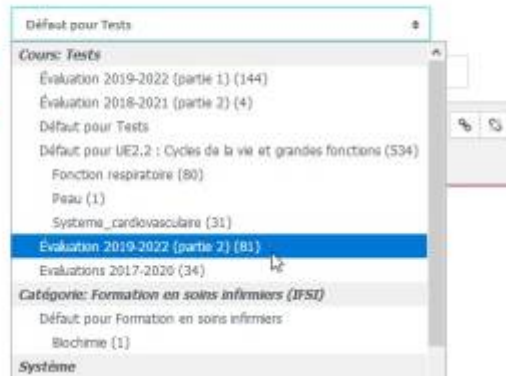 Défaut pour Tests
Cours: Tests
Évaluation 2019-2022 (partie 1) (144)
Évaluation 2018-2021 (partie 2) (4)
Défaut pour Tests
Défaut pour UE2.2 : Cycles de la vie et grandes fonctions (534)
Fonction respiratoire (80)
Peau (1)
Systeme_cardiovasculaire (31)
Évaluation 2019-2022 (partie 2) (81)
Evaluations 2017-2020 (34)
Catégorie: Formation en soins infirmiers (IFSI)
Défaut pour Formation en soins infirmiers
Biochimie (1)
Système